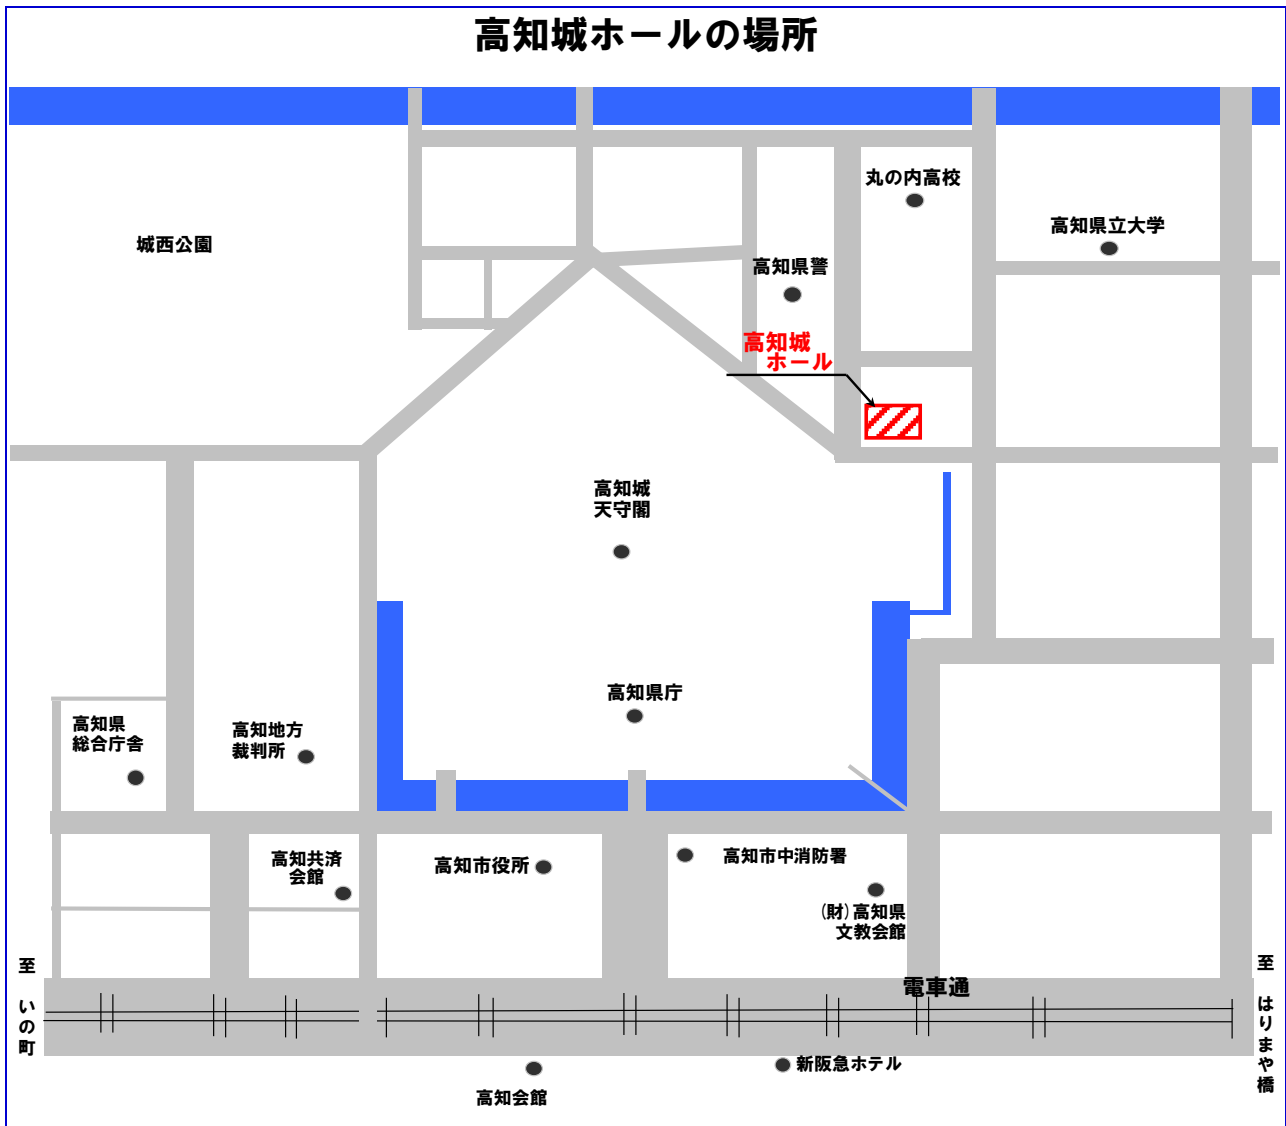 高知城ホールの場所
丸の内高校
高知県立大学
城西公園
高知県警
高知城
ホール
高知城
天守閣
高知県庁
高知県
総合庁舎
高知地方
裁判所
高知共済
会館
高知市役所
高知市中消防署
(財)高知県
文教会館
至 いの町
電車通
至 はりまや橋
新阪急ホテル
高知会館